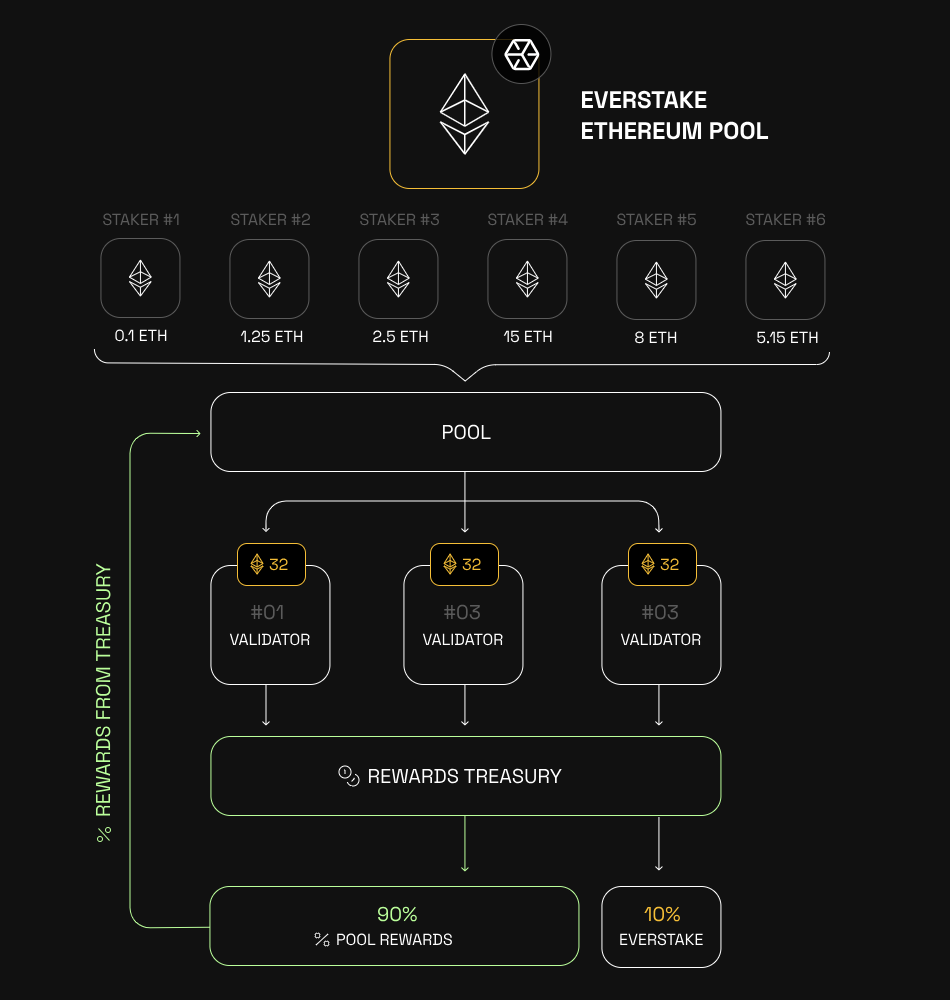 EVERSTAKE
ETHEREUM POOL
STAKER #1 STAKER #2 STAKER #3 STAKER #4 STAKER #5 STAKER #6
0.1 ETH 1.25 ETH 2.5 ETH 15 ETH 8 ETH 5.15 ETH
POOL
32 32 32
#01 #03 #03
VALIDATOR VALIDATOR VALIDATOR
% REWARDS FROM TREASURY
REWARDS TREASURY
90% 10%
% POOL REWARDS EVERSTAKE